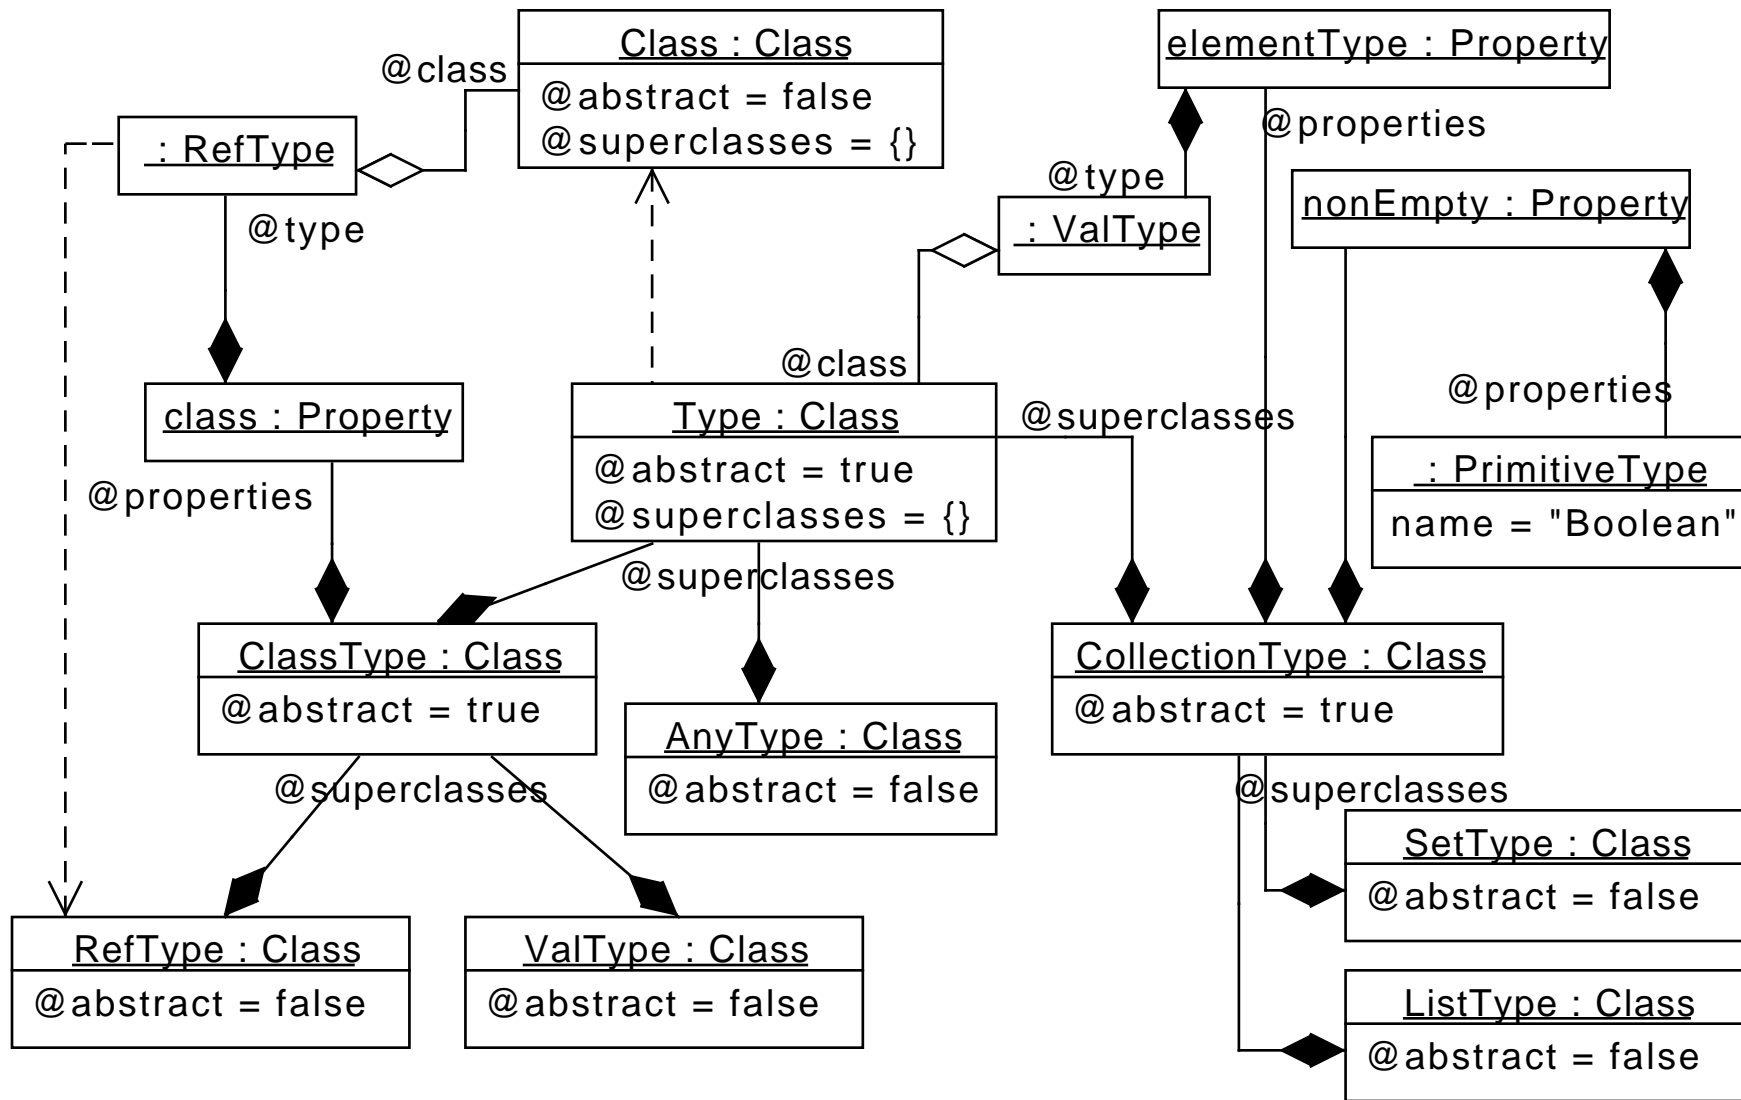 Class : Class
@abstract = false
@superclasses = {}
@class
: RefType
@type
elementType : Property
@properties
@type
: ValType
nonEmpty : Property
@class
class : Property
@properties
Type : Class
@abstract = true
@superclasses = {}
@superclasses
@properties
: PrimitiveType
name = "Boolean"
@superclasses
ClassType : Class
@abstract = true
AnyType : Class
@abstract = false
CollectionType : Class
@abstract = true
@superclasses
@superclasses
SetType : Class
@abstract = false
RefType : Class
@abstract = false
ValType : Class
@abstract = false
ListType : Class
@abstract = false